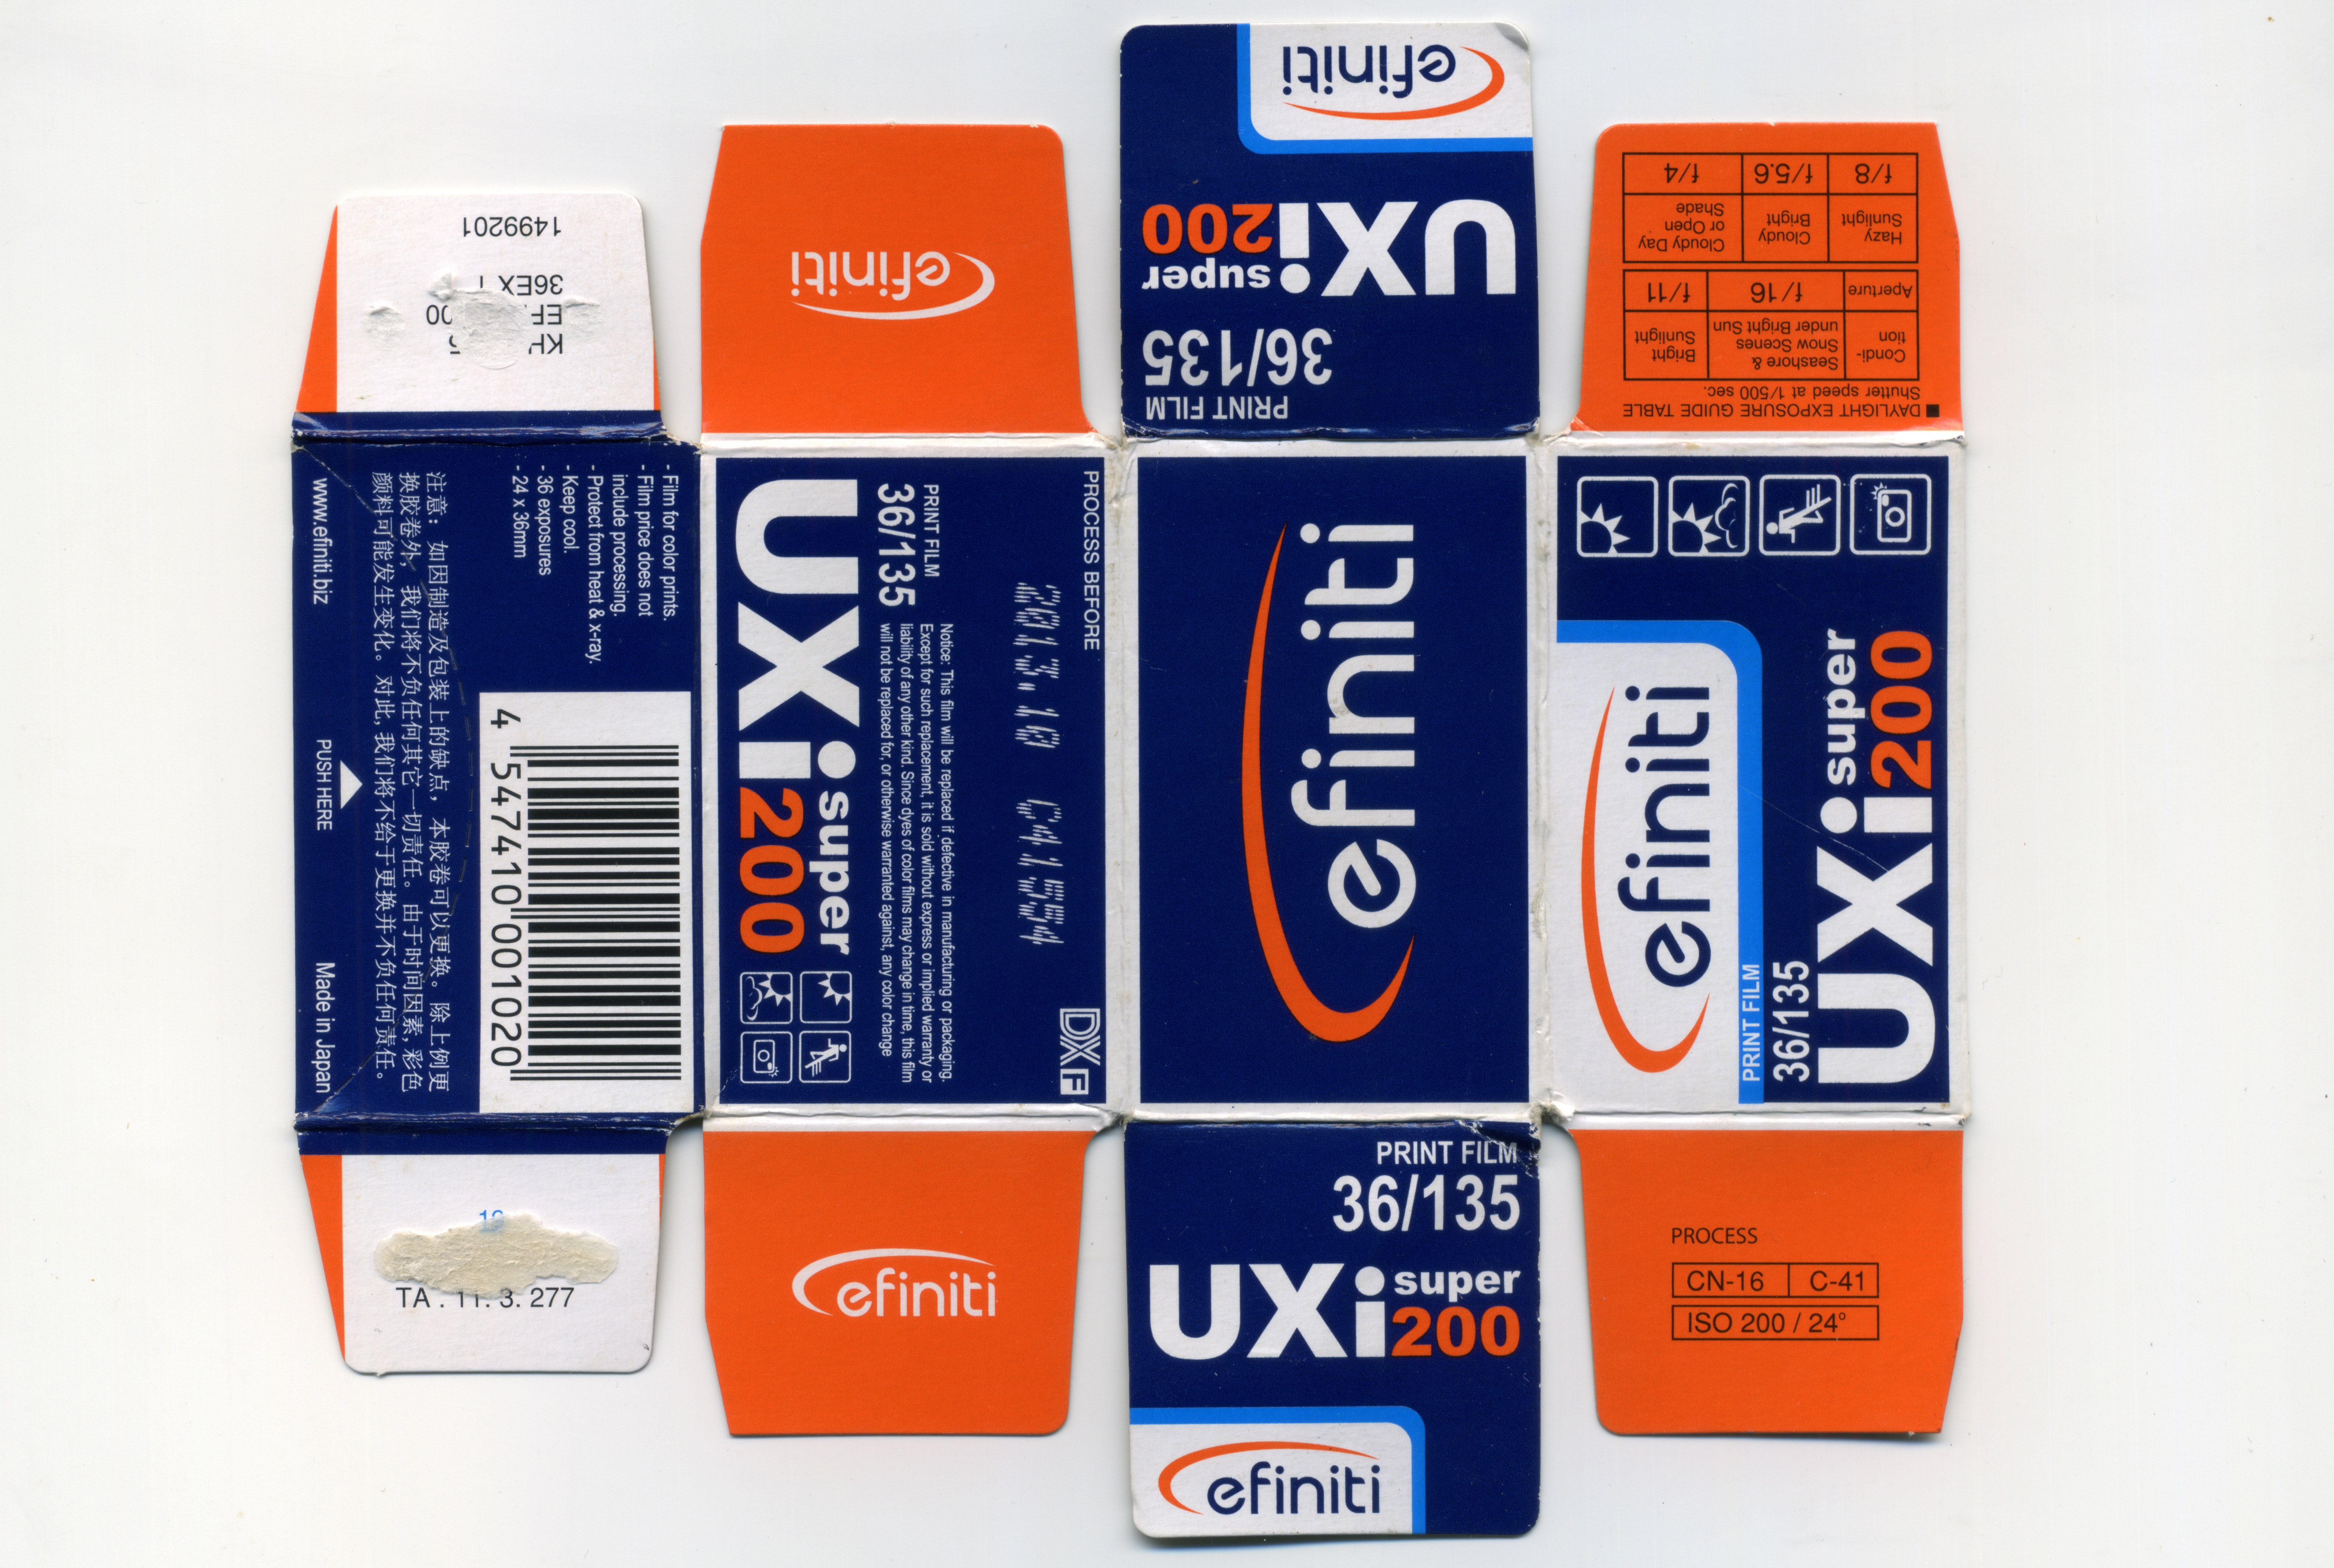 1499201
36EX
EF
00
efiniti
efiniti
UXi super
200
36/135
PRINT FILM
■ DAYLIGHT EXPOSURE GUIDE TABLE
Shutter speed at 1/500 sec.
Condi-tion | Seashore & Snow Scenes under Bright Sun | Bright Sunlight
Aperture | f/16 | f/11
Hazy Sunlight | Cloudy Bright | Cloudy Day or Open Shade
f/8 | f/5.6 | f/4
- Film for color prints.
- Film price does not
include processing.
- Protect from heat & x-ray.
- Keep cool.
- 36 exposures
- 24 x 36mm
4 547410 001020
注意：如因制造及包装上的缺点，本胶卷可以更换。除上例更
换胶卷外，我们将不负任何其它一切责任。由于时间因素，彩色
颜料可能发生变化。对此，我们将不给于更换并不负任何责任。
www.efiniti.biz
PUSH HERE
Made in Japan
PROCESS BEFORE
2013.10 C41554
DX
Notice: This film will be replaced if defective in manufacturing or packaging.
Except for such replacement, it is sold without express or implied warranty or
liability of any other kind. Since dyes of color films may change in time, this film
will not be replaced for, or otherwise warranted against, any color change
PRINT FILM
36/135
UXi super
200
efiniti
efiniti
PRINT FILM
36/135
UXi super
200
19
TA . 11. 3. 277
efiniti
PRINT FILM
36/135
UXi super
200
efiniti
PROCESS
CN-16 | C-41
ISO 200 / 24°